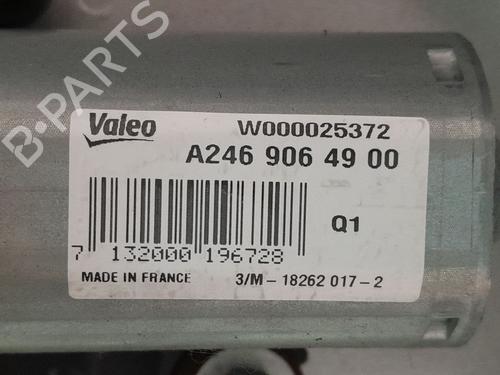 B-PARTS
Valeo W000025372
A246 906 49 00
Q1
7 132000 196728
MADE IN FRANCE 3/M-18262 017-2